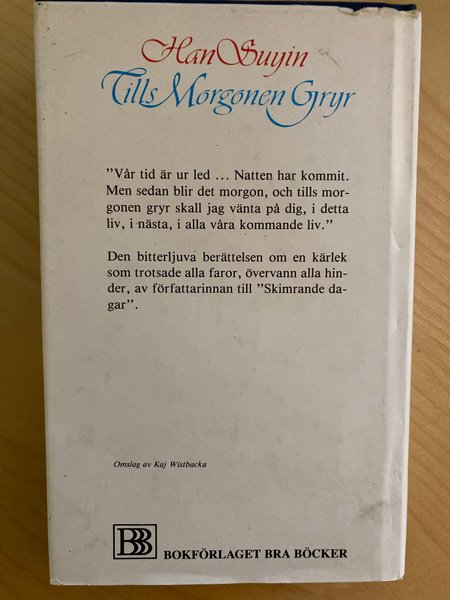 Han Suyin
Tills Morgonen Gryr
"Vår tid är ur led ... Natten har kommit.
Men sedan blir det morgon, och tills mor-
gonen gryr skall jag vänta på dig, i detta
liv, i nästa, i alla våra kommande liv."
Den bitterljuva berättelsen om en kärlek
som trotsade alla faror, övervann alla hin-
der, av författarinnan till "Skimrande da-
gar".
Omslag av Kaj Wistbacka
BB
BOKFÖRLAGET BRA BÖCKER